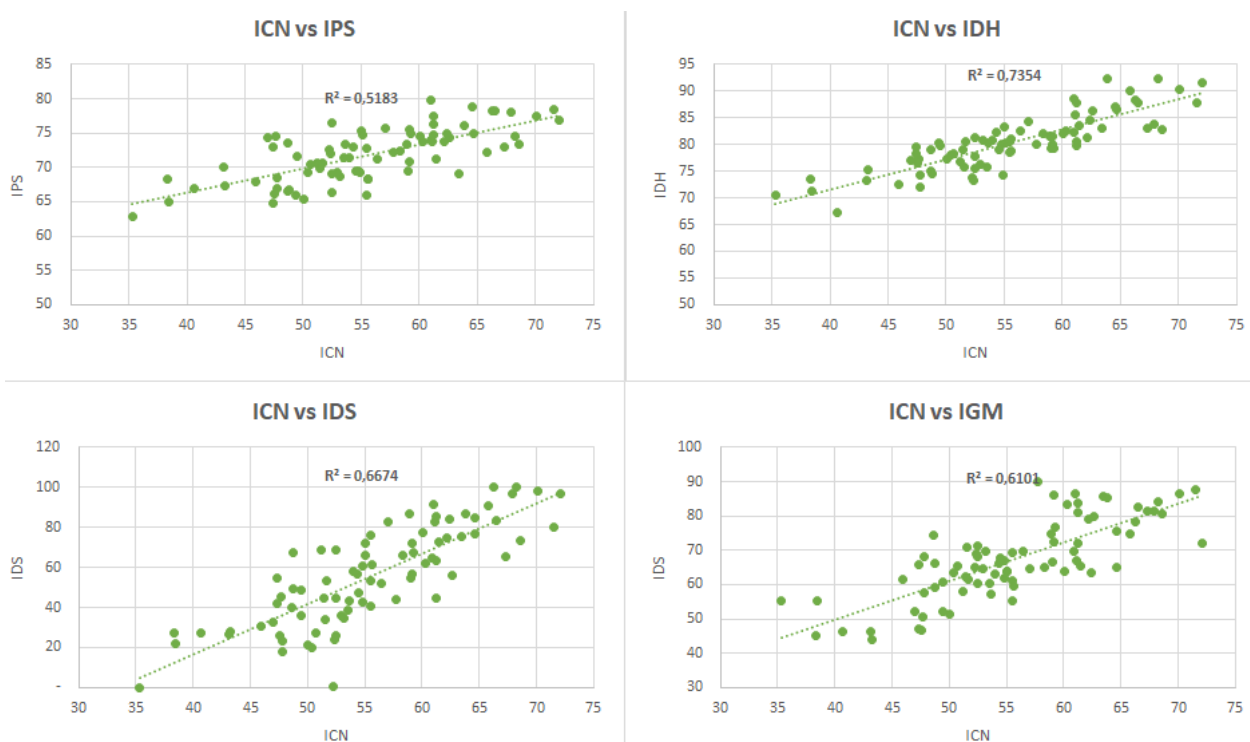 ICN vs IPS
85
80
75
70
65
60
55
50
IPS
R² = 0,5183
30 35 40 45 50 55 60 65 70 75
ICN
ICN vs IDH
95
90
85
80
75
70
65
60
55
50
IDH
R² = 0,7354
30 35 40 45 50 55 60 65 70 75
ICN
ICN vs IDS
120
100
80
60
40
20
-
IDS
R² = 0,6674
30 35 40 45 50 55 60 65 70 75
ICN
ICN vs IGM
100
90
80
70
60
50
40
30
IDS
R² = 0,6101
30 35 40 45 50 55 60 65 70 75
ICN